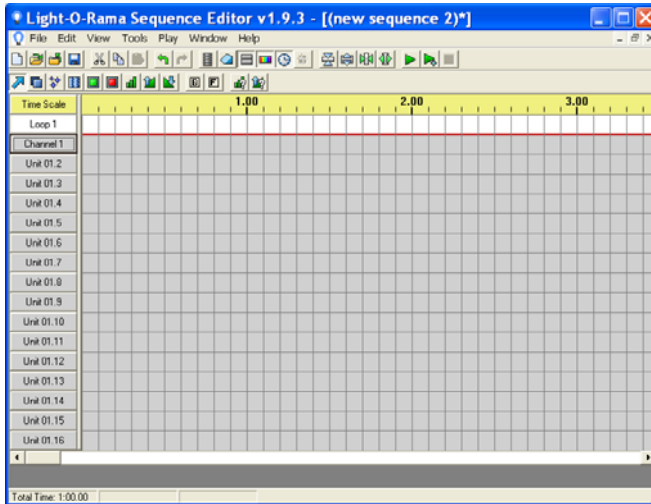 Light-O-Rama Sequence Editor v1.9.3 - [(new sequence 2)*]
File Edit View Tools Play Window Help
Time Scale 1.00 2.00 3.00
Loop 1
Channel 1
Unit 01.2
Unit 01.3
Unit 01.4
Unit 01.5
Unit 01.6
Unit 01.7
Unit 01.8
Unit 01.9
Unit 01.10
Unit 01.11
Unit 01.12
Unit 01.13
Unit 01.14
Unit 01.15
Unit 01.16
Total Time: 1:00.00